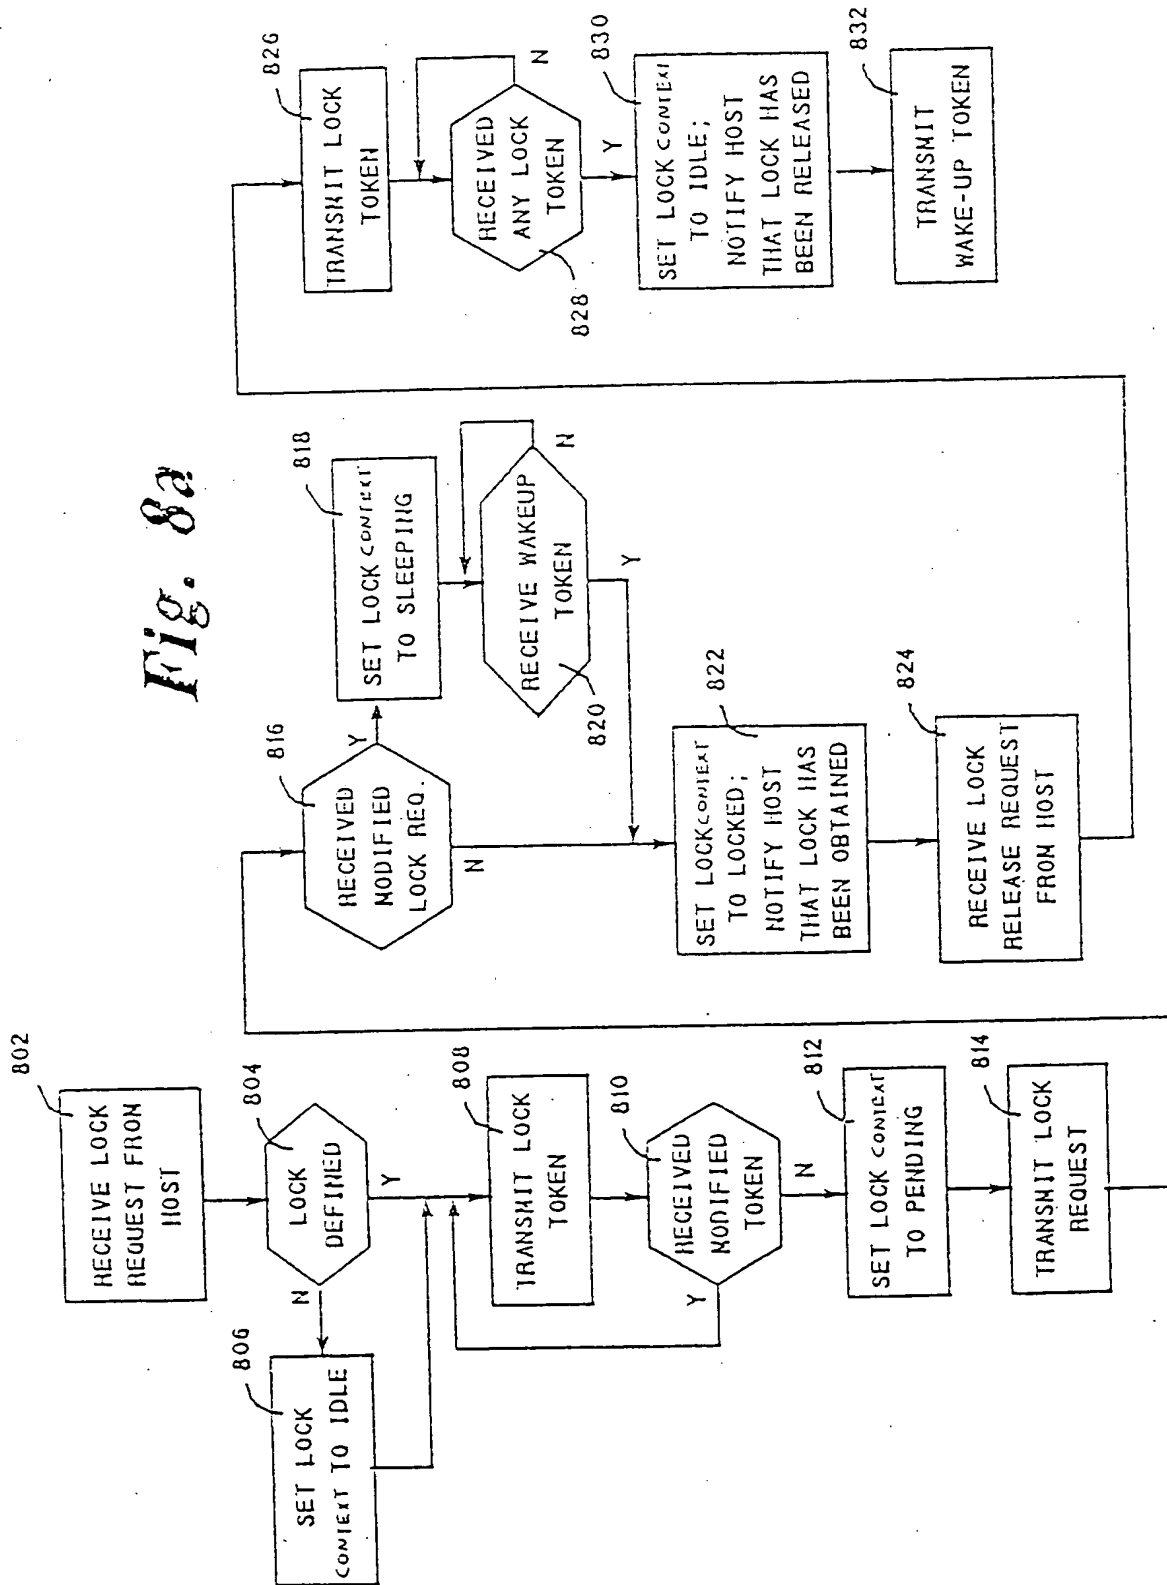 Fig. 8a
802
RECEIVE LOCK
REQUEST FROM
HOST
804
LOCK
DEFINED
N
Y
806
SET LOCK
CONTEXT TO IDLE
808
TRANSMIT LOCK
TOKEN
810
RECEIVED
MODIFIED
TOKEN
Y
N
812
SET LOCK CONTEXT
TO PENDING
814
TRANSMIT LOCK
REQUEST
816
RECEIVED
MODIFIED
LOCK REQ.
Y
N
818
SET LOCK CONTEXT
TO SLEEPING
820
RECEIVE WAKEUP
TOKEN
N
Y
822
SET LOCK CONTEXT
TO LOCKED;
NOTIFY HOST
THAT LOCK HAS
BEEN OBTAINED
824
RECEIVE LOCK
RELEASE REQUEST
FROM HOST
826
TRANSMIT LOCK
TOKEN
828
RECEIVED
ANY LOCK
TOKEN
N
Y
830
SET LOCK CONTEXT
TO IDLE;
NOTIFY HOST
THAT LOCK HAS
BEEN RELEASED
832
TRANSMIT
WAKE-UP TOKEN